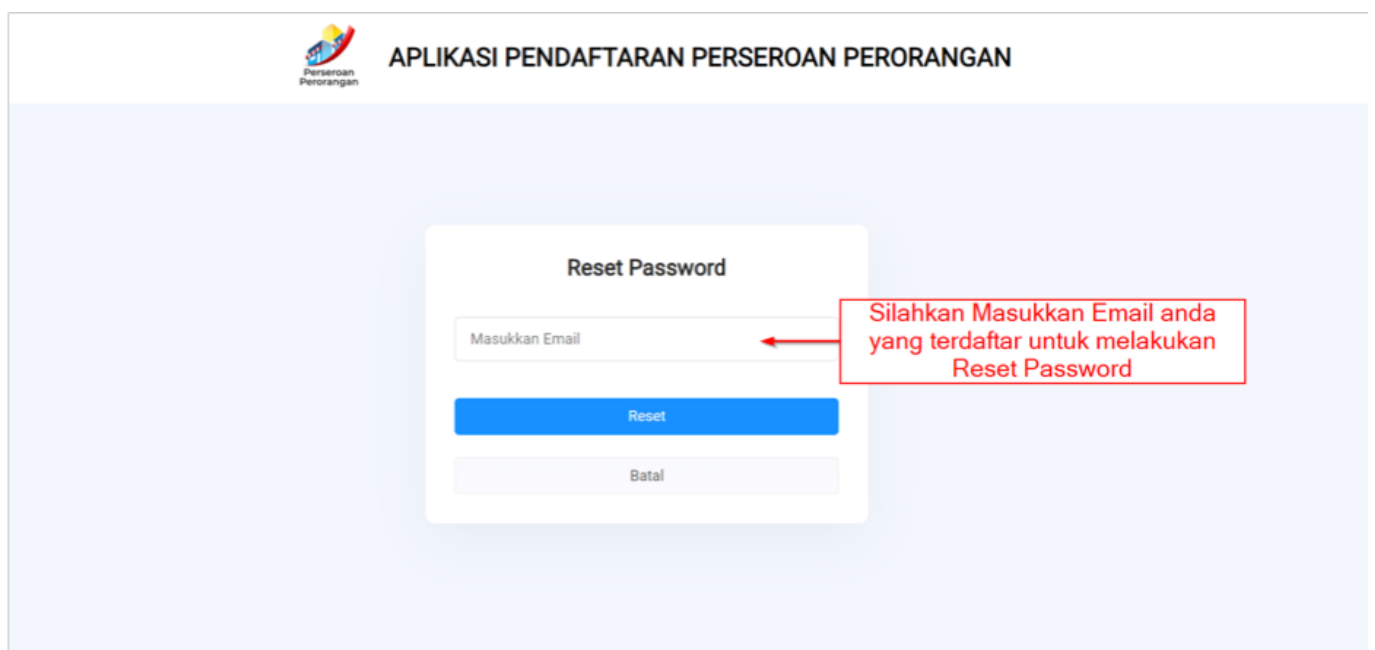 Perseroan
Perorangan
APLIKASI PENDAFTARAN PERSEROAN PERORANGAN
Reset Password
Masukkan Email
Silahkan Masukkan Email anda
yang terdaftar untuk melakukan
Reset Password
Reset
Batal